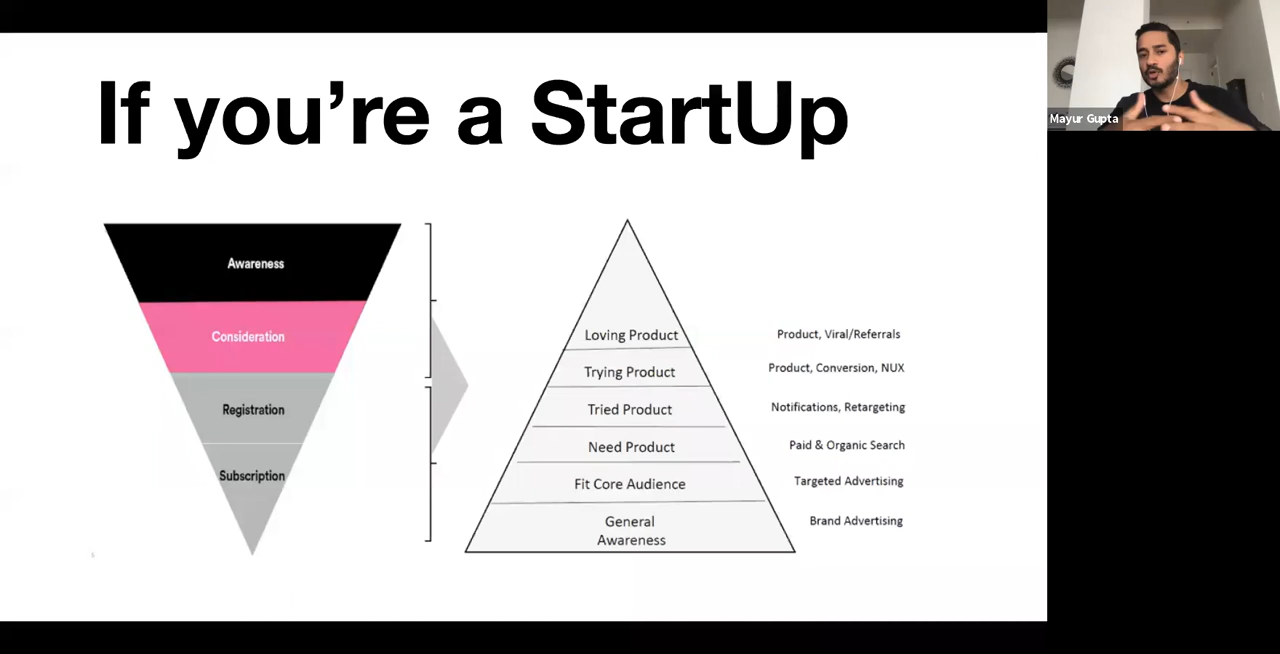 If you're a StartUp
Mayur Gupta
Awareness
Consideration
Registration
Subscription
Loving Product
Product, Viral/Referrals
Trying Product
Product, Conversion, NUX
Tried Product
Notifications, Retargeting
Need Product
Paid & Organic Search
Fit Core Audience
Targeted Advertising
General
Awareness
Brand Advertising